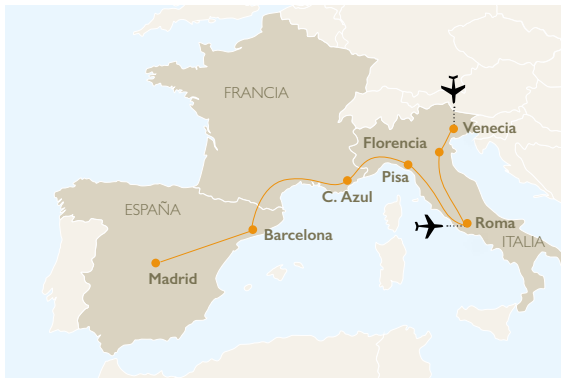 FRANCIA
Venecia
Florencia
Pisa
C. Azul
ESPAÑA
Roma
Barcelona
ITALIA
Madrid